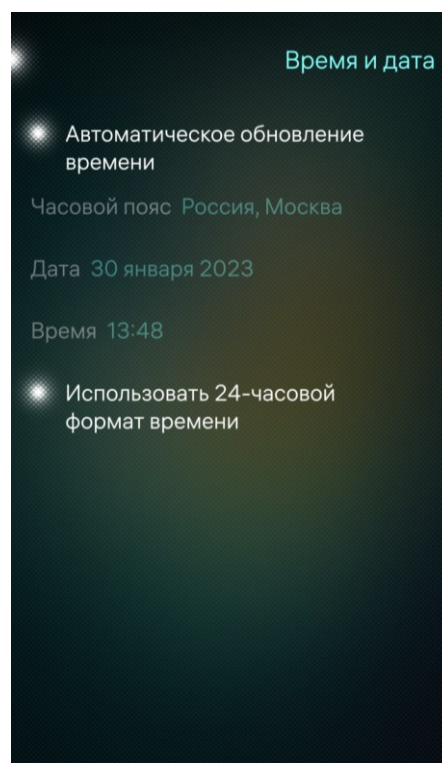 Время и дата
Автоматическое обновление
времени
Часовой пояс Россия, Москва
Дата 30 января 2023
Время 13:48
Использовать 24-часовой
формат времени